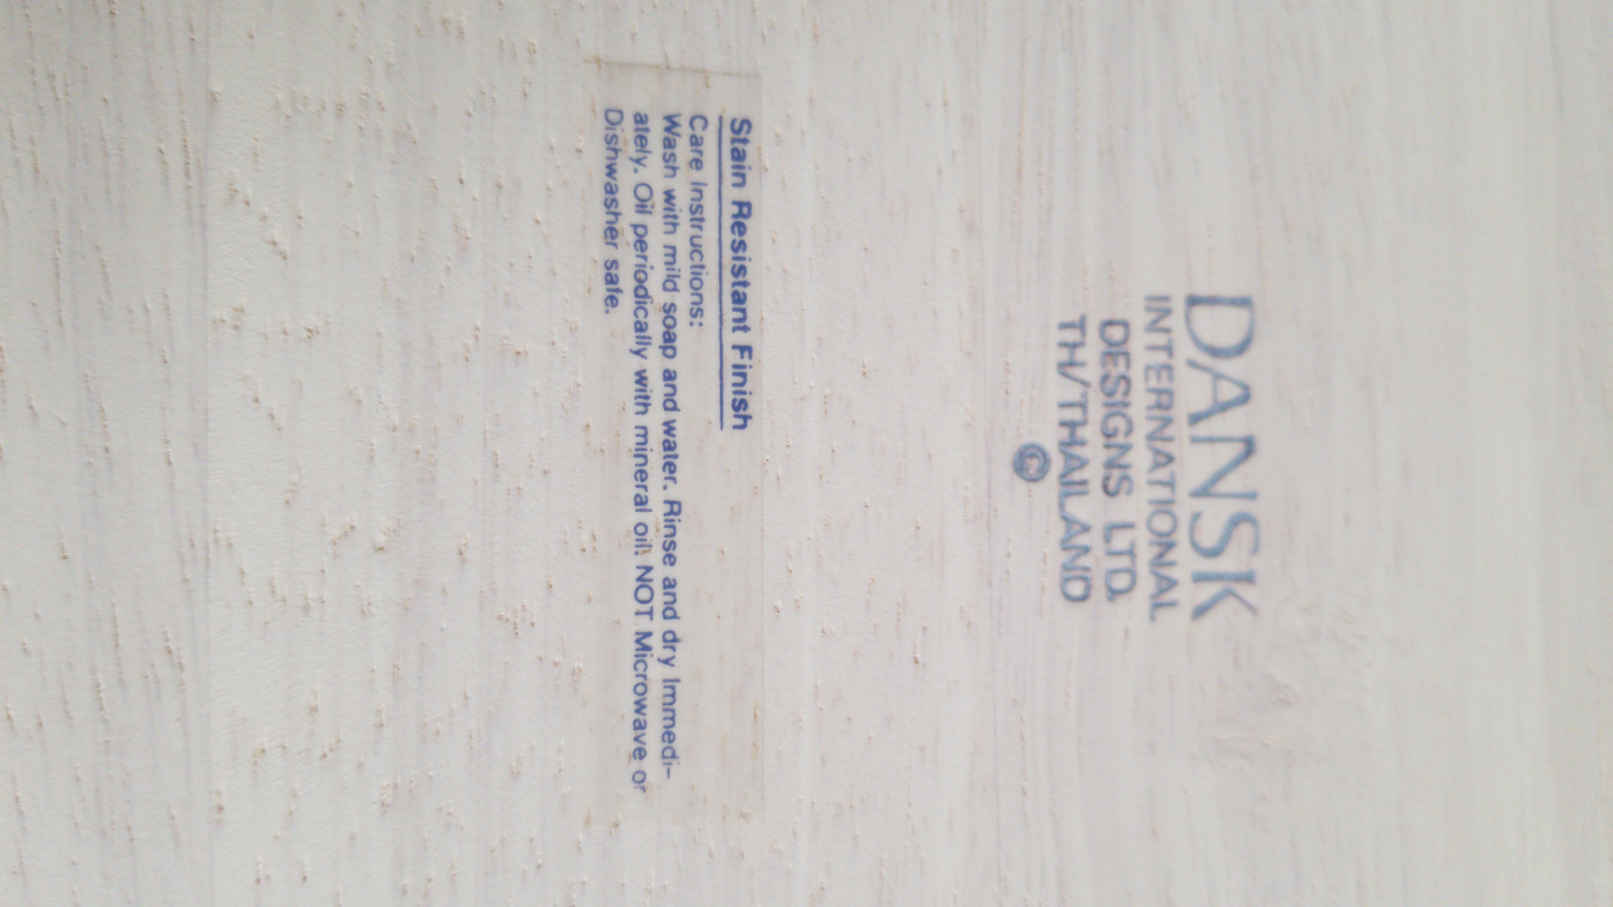 DANSK
INTERNATIONAL
DESIGNS LTD.
TH/THAILAND
©
Stain Resistant Finish
Care Instructions:
Wash with mild soap and water. Rinse and dry Immedi-
ately. Oil periodically with mineral oil. NOT Microwave or
Dishwasher safe.